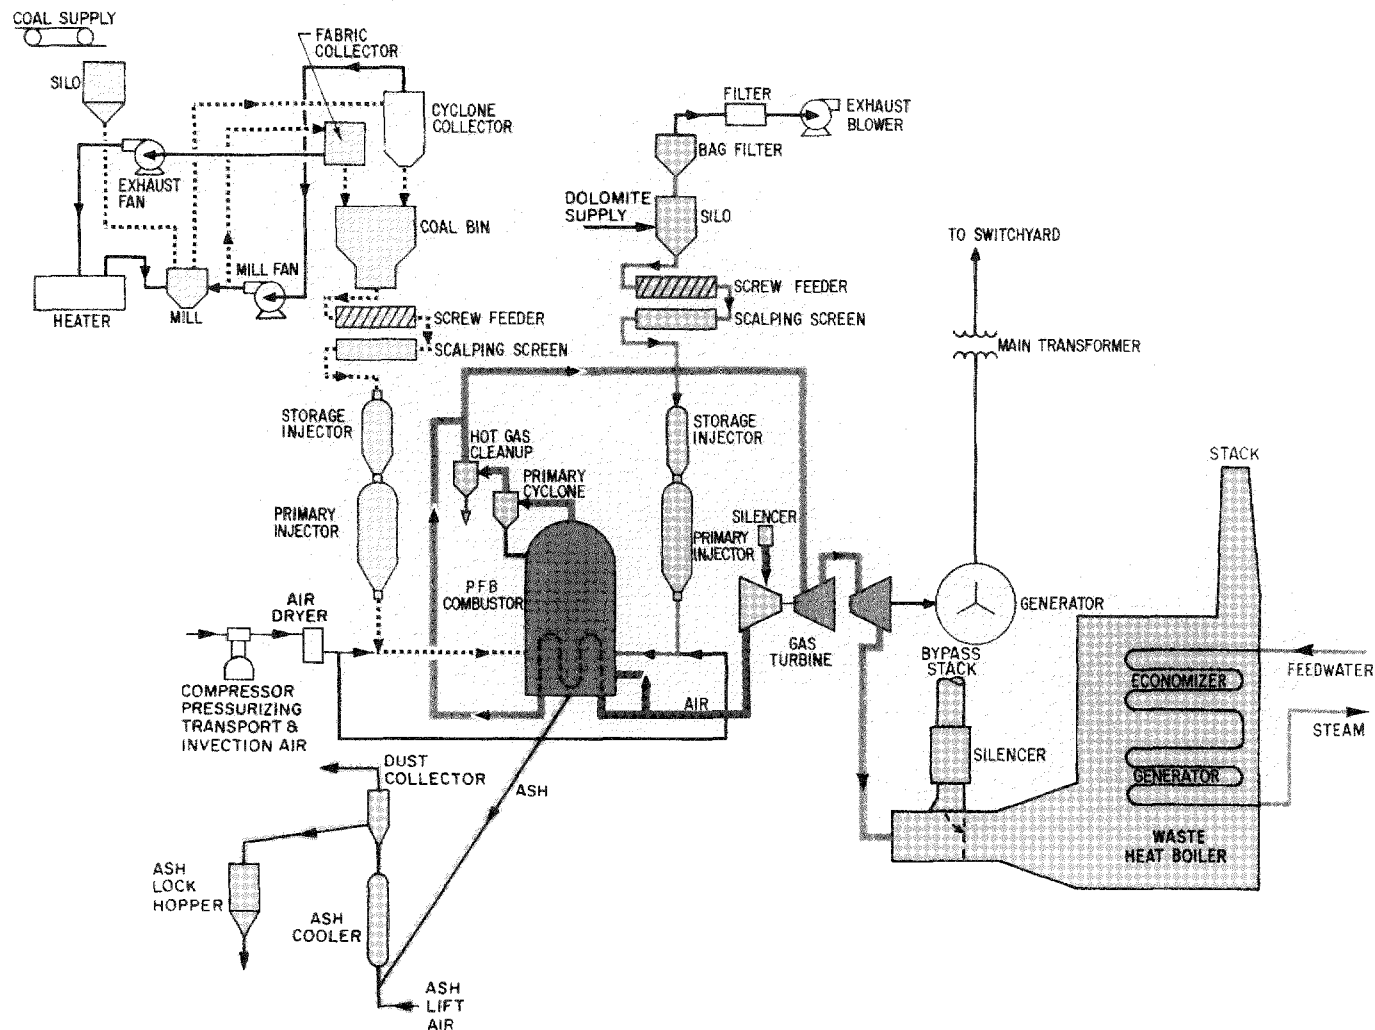 COAL SUPPLY
FABRIC
COLLECTOR
SILO
CYCLONE
COLLECTOR
FILTER
EXHAUST
BLOWER
BAG FILTER
EXHAUST
FAN
DOLOMITE
SUPPLY
SILO
COAL BIN
TO SWITCHYARD
MILL FAN
HEATER
MILL
SCREW FEEDER
SCALPING SCREEN
SCREW FEEDER
SCALPING SCREEN
MAIN TRANSFORMER
STORAGE
INJECTOR
HOT GAS
CLEANUP
STORAGE
INJECTOR
PRIMARY
CYCLONE
STACK
PRIMARY
INJECTOR
SILENCER
PRIMARY
INJECTOR
PFB
COMBUSTOR
AIR
DRYER
GENERATOR
GAS
TURBINE
BYPASS
STACK
FEEDWATER
ECONOMIZER
COMPRESSOR
PRESSURIZING
TRANSPORT &
INVECTION AIR
AIR
STEAM
SILENCER
GENERATOR
DUST
COLLECTOR
ASH
WASTE
HEAT BOILER
ASH
LOCK
HOPPER
ASH
COOLER
ASH
LIFT
AIR